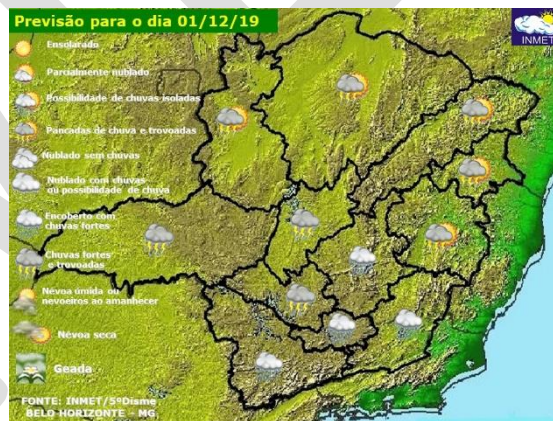 Previsão para o dia 01/12/19
INMET
Ensolarado
Parcialmente nublado
Possibilidade de chuvas isoladas
Pancadas de chuva e trovoadas
Nublado sem chuvas
Nublado com chuvas
ou possibilidade de chuva
Encoberto com
chuvas fortes
Chuvas fortes
e trovoadas
Névoa úmida ou
nevoeiros ao amanhecer
Névoa seca
Geada
FONTE: INMET/5ºDisme
BELO HORIZONTE - MG